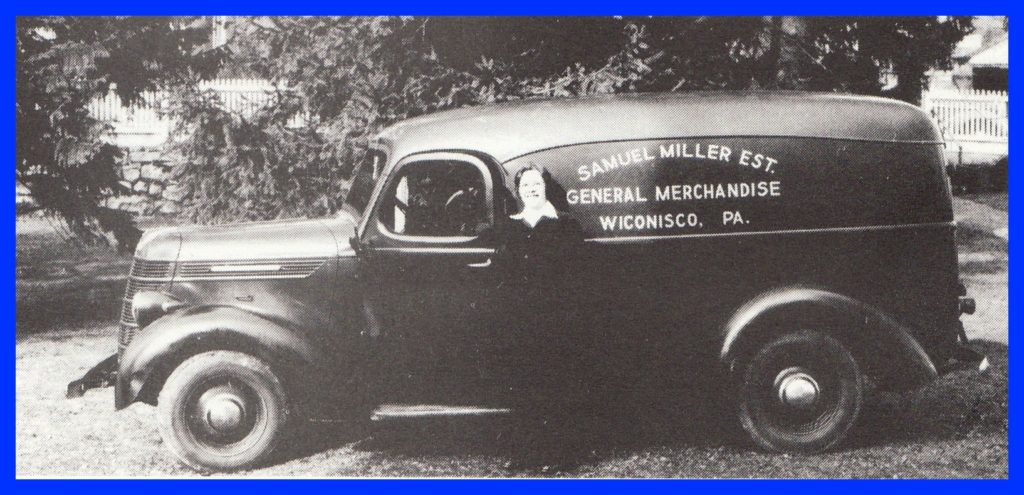 SAMUEL MILLER EST.
GENERAL MERCHANDISE
WICONISCO, PA.